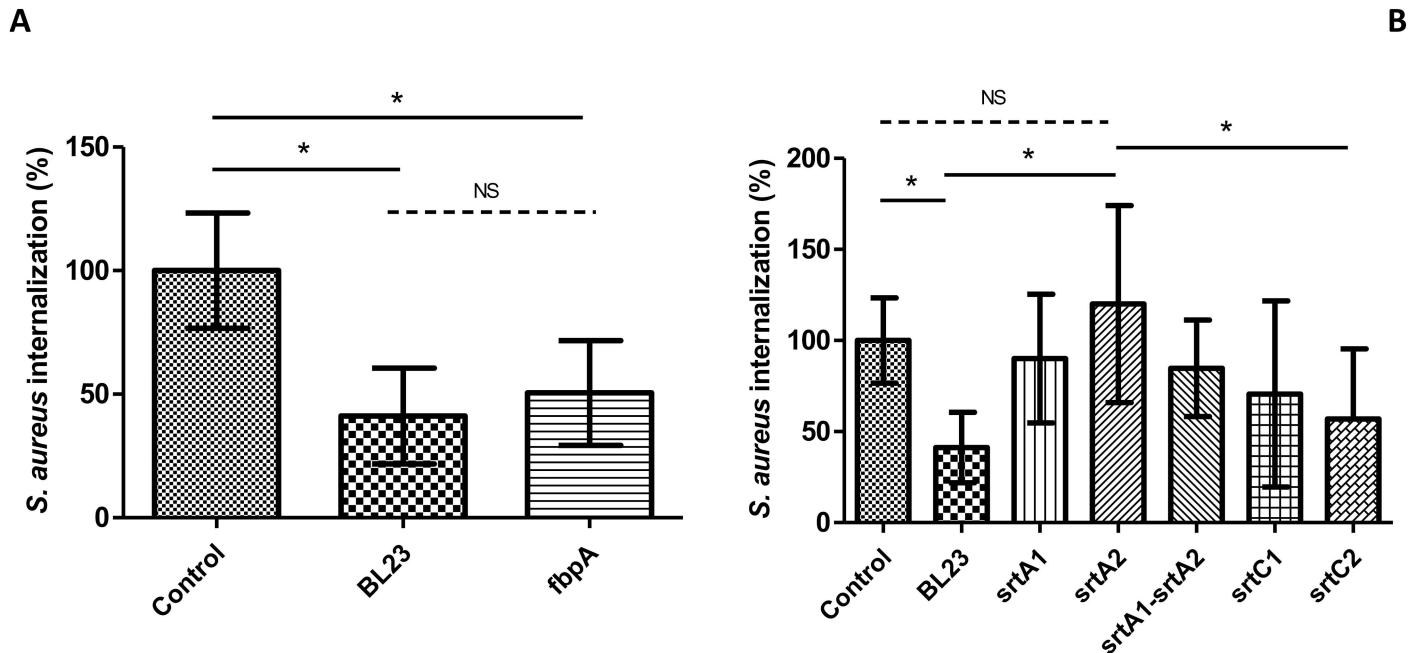 A
B
*
*
NS
S. aureus internalization (%)
150
100
50
0
Control
BL23
fbpA
NS
*
*
*
S. aureus internalization (%)
200
150
100
50
0
Control
BL23
srtA1
srtA2
srtA1-srtA2
srtC1
srtC2